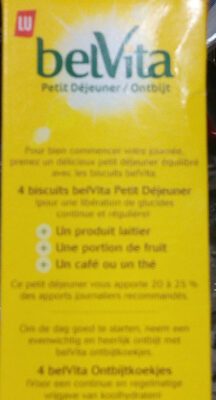 LU
belVita
Petit Déjeuner / Ontbijt
Pour bien commencer votre journée,
prenez un délicieux petit déjeuner équilibré
avec les biscuits belVita.
4 biscuits belVita Petit Déjeuner
(pour une libération de glucides
continue et régulière)
+ Un produit laitier
+ Une portion de fruit
+ Un café ou un thé
Ce petit déjeuner vous apporte 20 à 25 %
des apports journaliers recommandés.
Om de dag goed te starten, neem een
evenwichtig en heerlijk ontbijt met
belVita ontbijtkoekjes.
4 belVita Ontbijtkoekjes
(Voor een continue en regelmatige
vrijgave van koolhydraten)